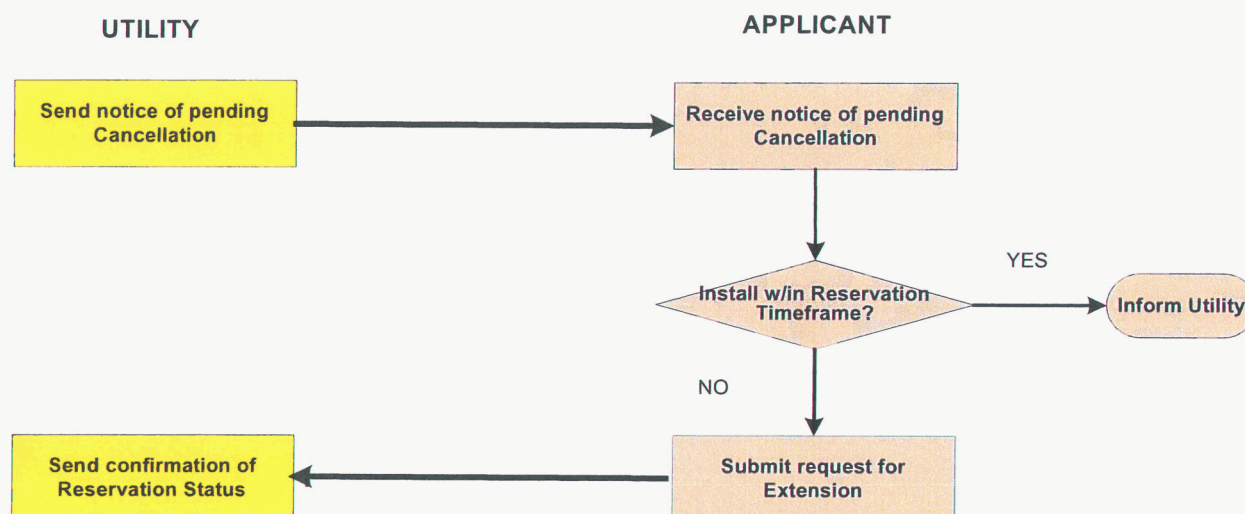 UTILITY
APPLICANT
Send notice of pending
Cancellation
Receive notice of pending
Cancellation
Install w/in Reservation
Timeframe?
YES
Inform Utility
NO
Send confirmation of
Reservation Status
Submit request for
Extension